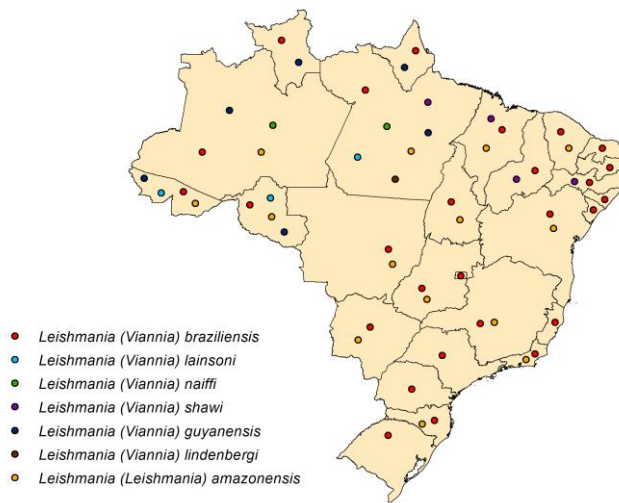 Leishmania (Viannia) braziliensis
Leishmania (Viannia) lainsoni
Leishmania (Viannia) naiffi
Leishmania (Viannia) shawi
Leishmania (Viannia) guyanensis
Leishmania (Viannia) lindenbergi
Leishmania (Leishmania) amazonensis